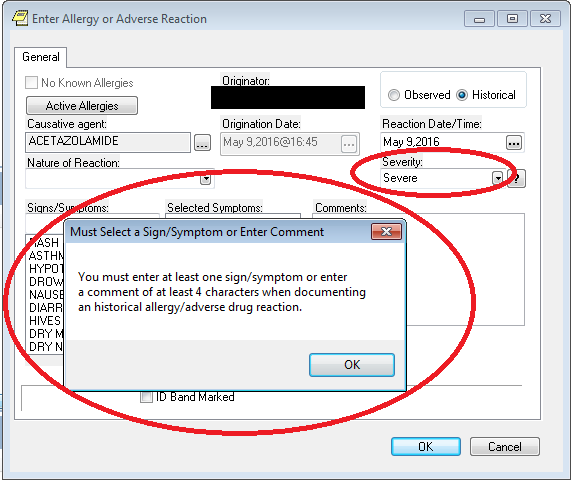 Enter Allergy or Adverse Reaction
General
No Known Allergies
Originator:
Observed Historical
Active Allergies
Causative agent: Origination Date: Reaction Date/Time:
ACETAZOLAMIDE ... May 9,2016@16:45 ... May 9,2016 ...
Nature of Reaction: Severity:
Severe ?
Signs/Symptoms: Selected Symptoms: Comments:
Must Select a Sign/Symptom or Enter Comment
RASH
ASTHM
HYPOT
DROW
NAUSE
DIARR
HIVES
DRY M
DRY N
You must enter at least one sign/symptom or enter
a comment of at least 4 characters when documenting
an historical allergy/adverse drug reaction.
OK
ID Band Marked
OK Cancel